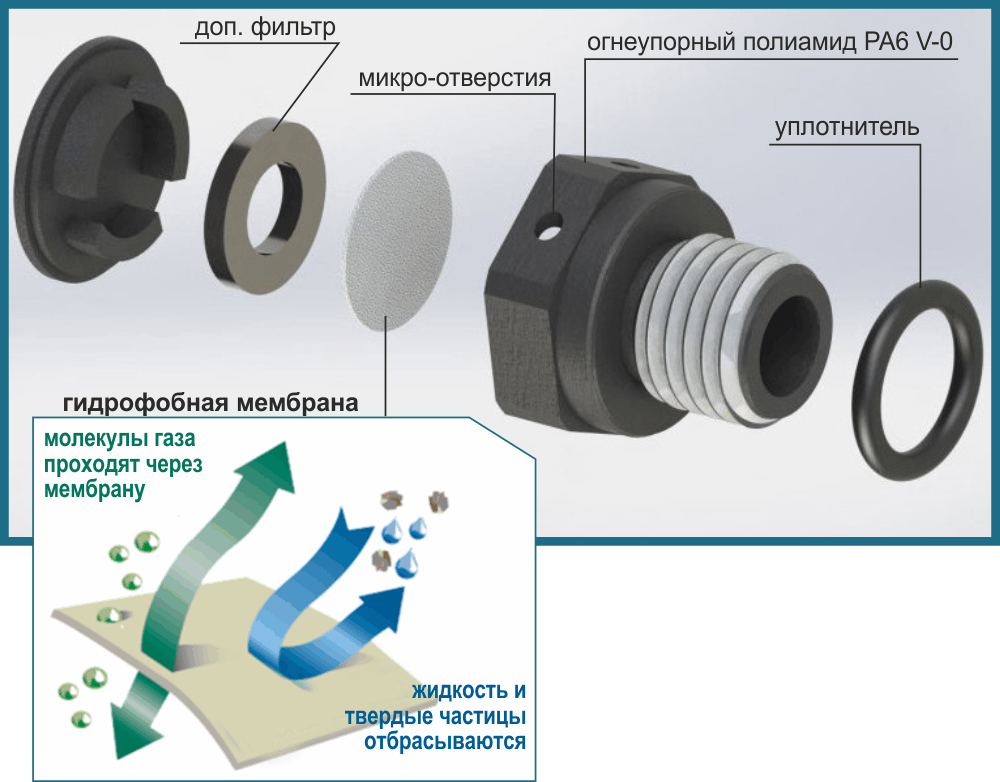 доп. фильтр
огнеупорный полиамид PA6 V-0
микро-отверстия
уплотнитель
гидрофобная мембрана
молекулы газа
проходят через
мембрану
жидкость и
твердые частицы
отбрасываются